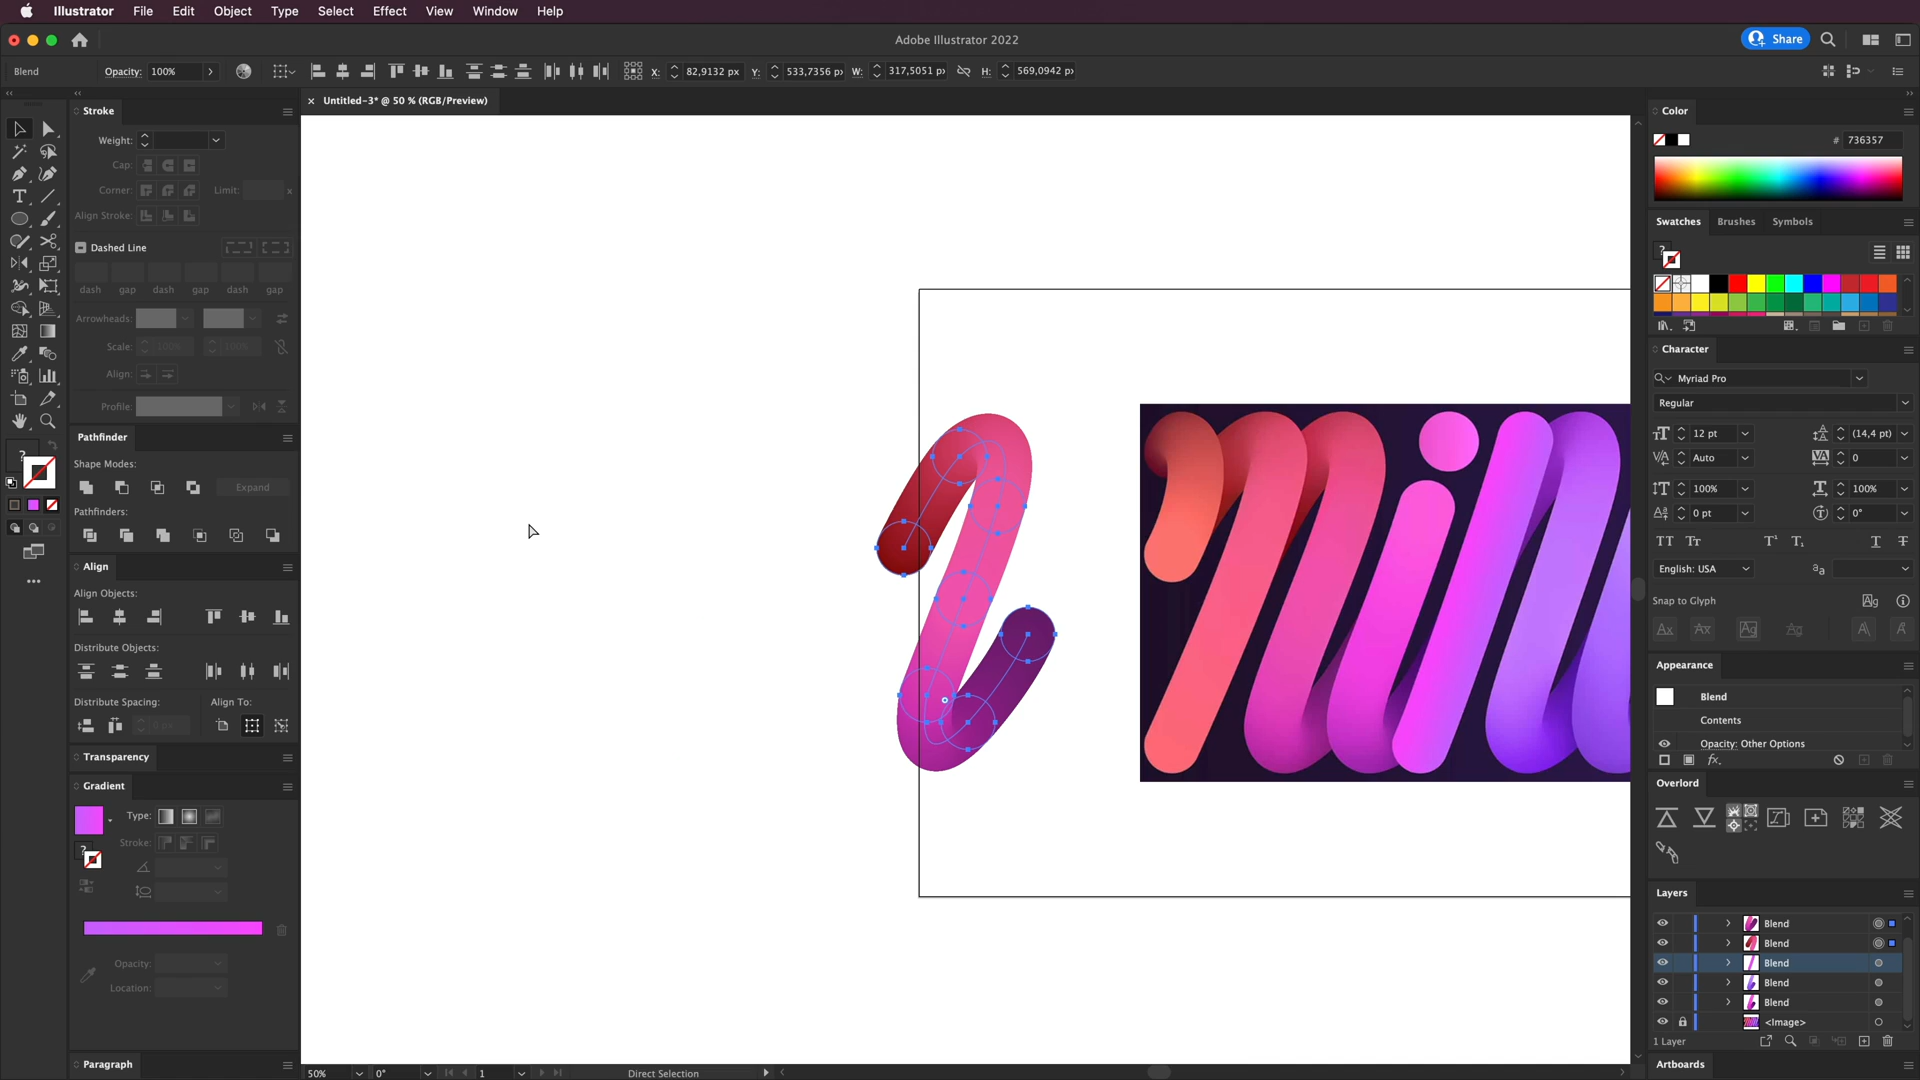 Illustrator File Edit Object Type Select Effect View Window Help
Adobe Illustrator 2022
Share
Blend Opacity: 100% X: 82,9132 px Y: 533,7356 px W: 317,5051 px H: 569,0942 px
Untitled-3* @ 50 % (RGB/Preview)
Stroke
Weight:
Cap:
Corner: Limit: x
Align Stroke:
Dashed Line
dash gap dash gap dash gap
Arrowheads:
Scale: 100% 100%
Align:
Profile:
Pathfinder
Shape Modes:
Expand
Pathfinders:
Align
Align Objects:
Distribute Objects:
Distribute Spacing: Align To:
0 px
Transparency
Gradient
Type:
Stroke:
Opacity:
Location:
Paragraph
50% 0° 1 Direct Selection
Color
# 736357
Swatches Brushes Symbols
Character
Myriad Pro
Regular
12 pt (14,4 pt)
Auto 0
100% 100%
0 pt 0°
English: USA
Snap to Glyph
Appearance
Blend
Contents
Opacity: Other Options
Overlord
Layers
Blend
Blend
Blend
Blend
Blend
<Image>
1 Layer
Artboards